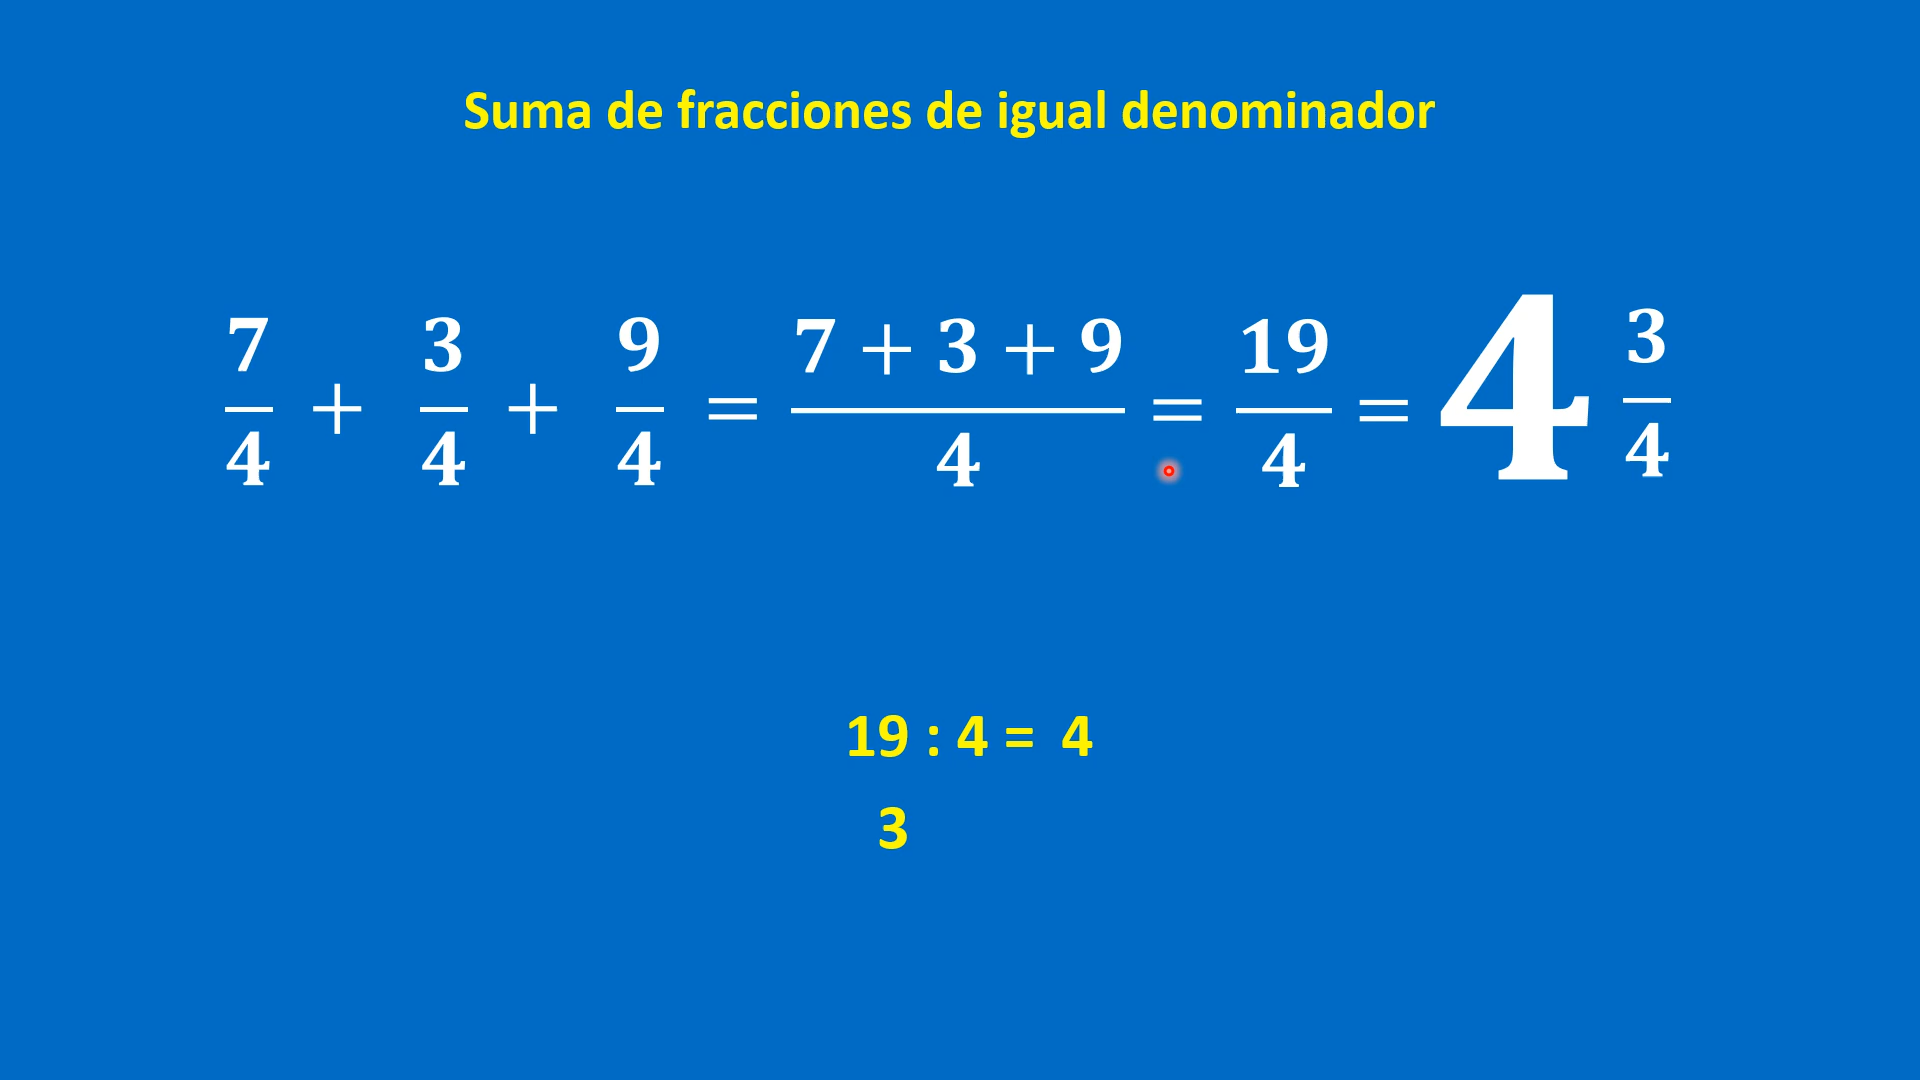 Suma de fracciones de igual denominador
7/4 + 3/4 + 9/4 = (7 + 3 + 9)/4 = 19/4 = 4 3/4
19 : 4 = 4
3